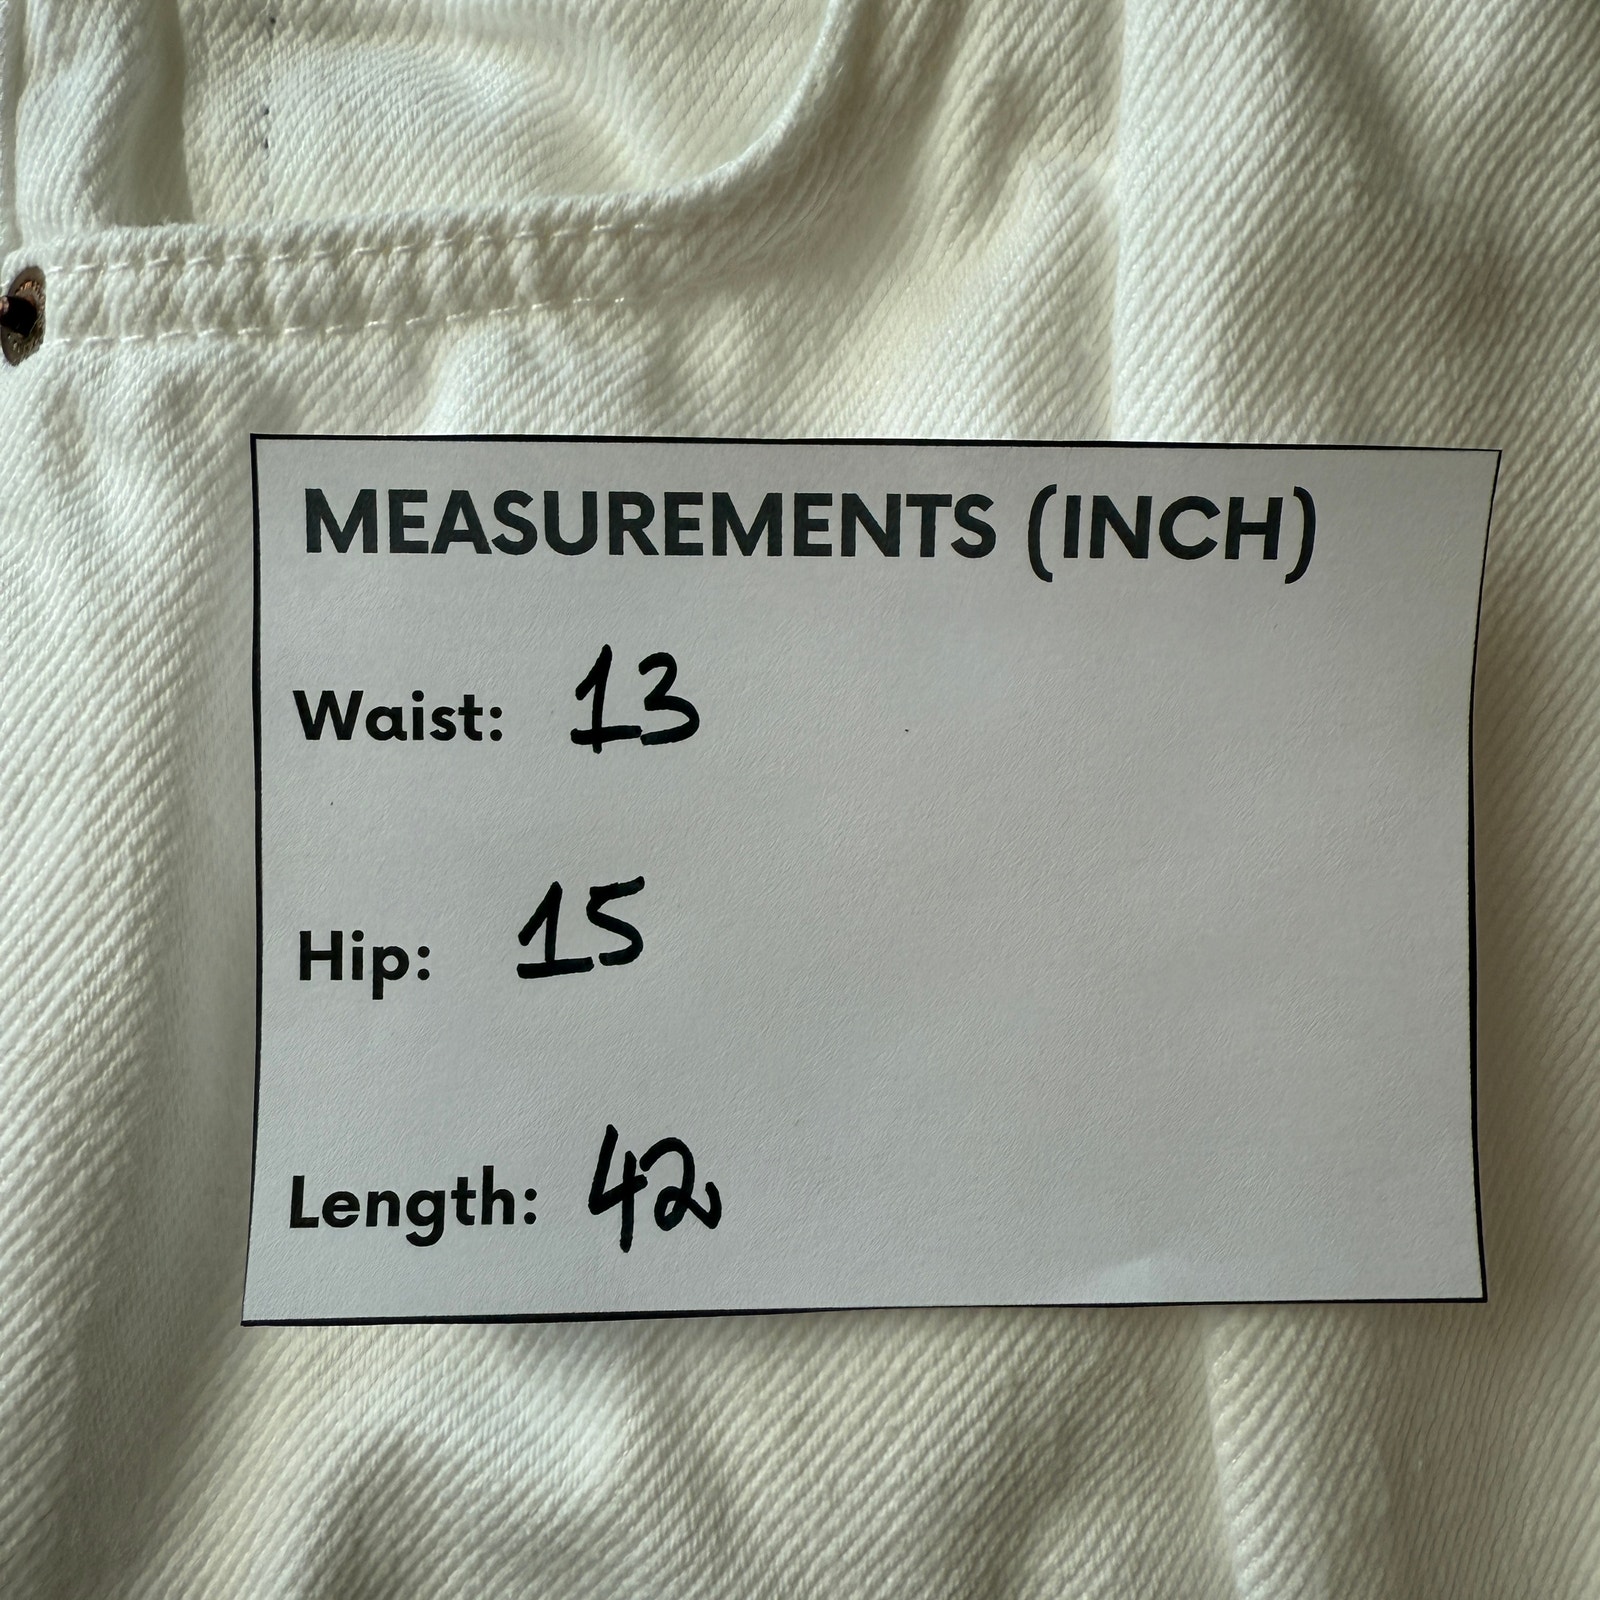 MEASUREMENTS (INCH)
Waist: 13
Hip: 15
Length: 42